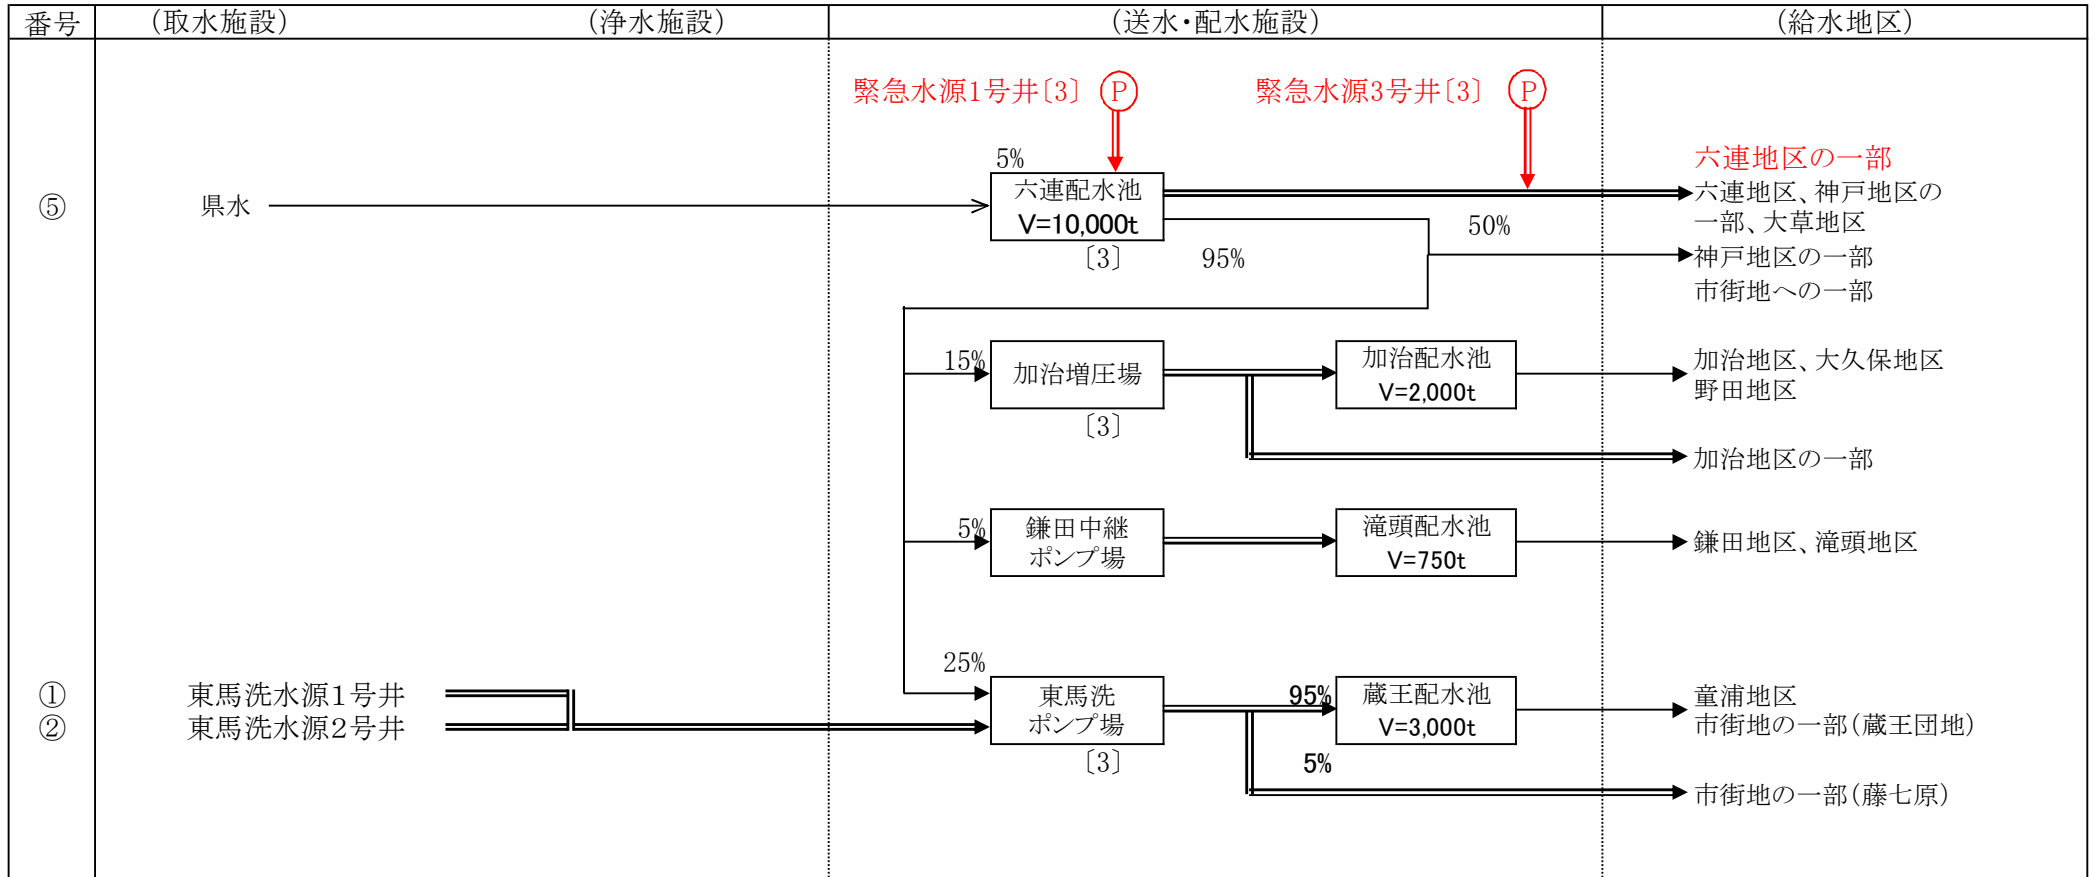 番号
(取水施設)
(浄水施設)
(送水・配水施設)
(給水地区)
緊急水源1号井〔3〕 P
緊急水源3号井〔3〕 P
⑤
県水
5%
六連配水池
V=10,000t
〔3〕
95%
50%
六連地区の一部
六連地区、神戸地区の
一部、大草地区
神戸地区の一部
市街地への一部
15%
加治増圧場
〔3〕
加治配水池
V=2,000t
加治地区、大久保地区
野田地区
加治地区の一部
5%
鎌田中継
ポンプ場
滝頭配水池
V=750t
鎌田地区、滝頭地区
①
東馬洗水源1号井
②
東馬洗水源2号井
25%
東馬洗
ポンプ場
〔3〕
95%
蔵王配水池
V=3,000t
5%
童浦地区
市街地の一部(蔵王団地)
市街地の一部(藤七原)